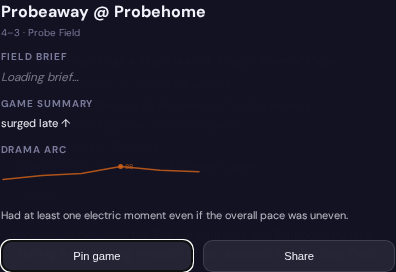 Probeaway @ Probehome
4–3 · Probe Field
FIELD BRIEF
Loading brief…
GAME SUMMARY
surged late ↑
DRAMA ARC
Had at least one electric moment even if the overall pace was uneven.
Pin game
Share